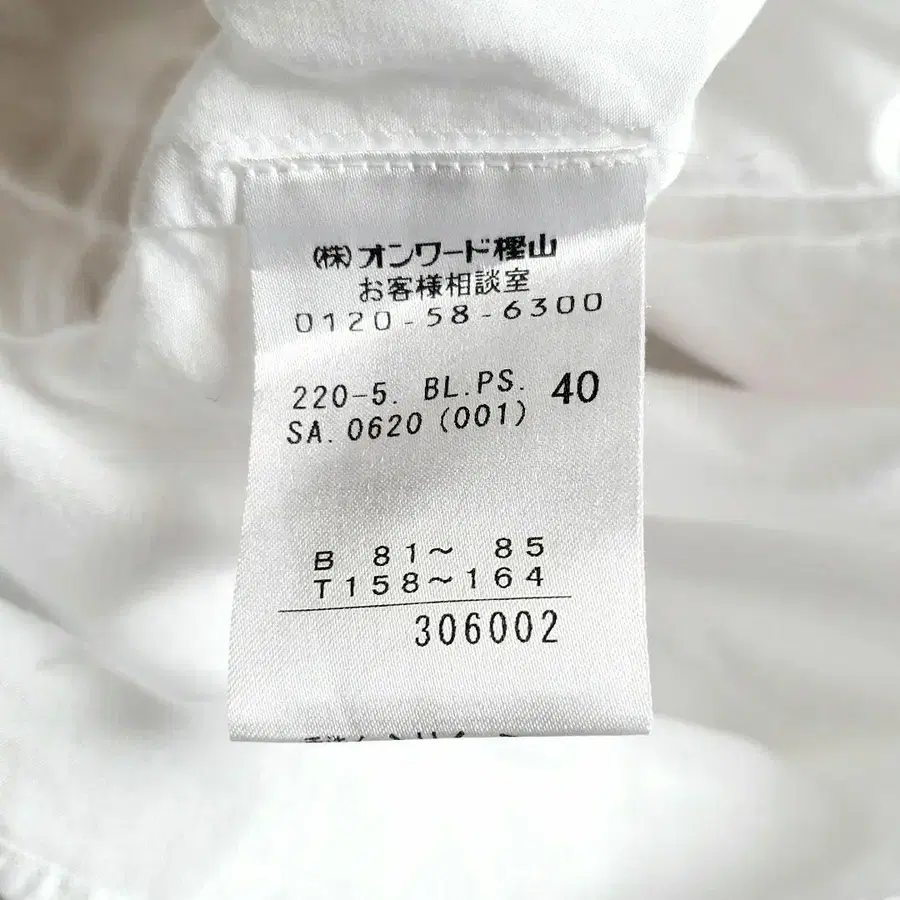 (株)オンワード樫山
お客様相談室
0120-58-6300
220-5. BL.PS. 40
SA.0620(001)
B 81~ 85
T158~164
306002